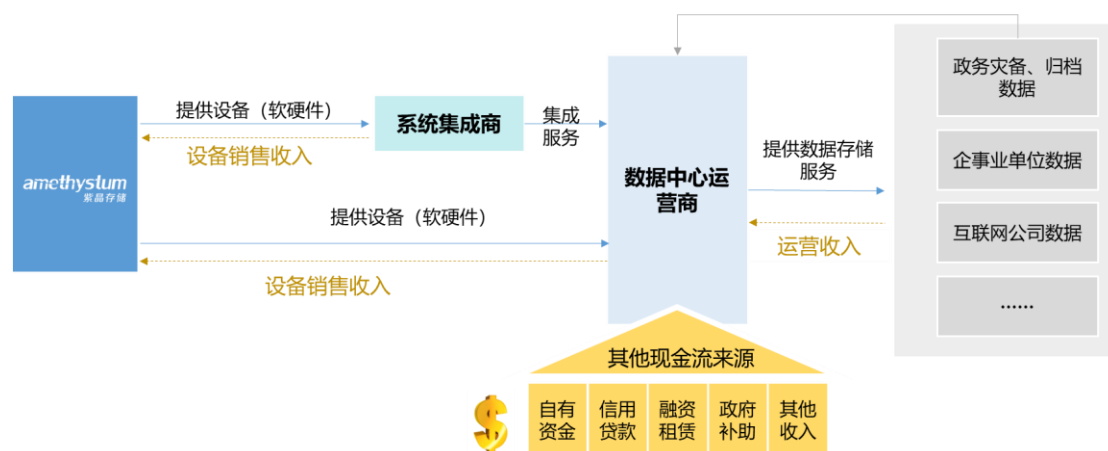 政务灾备、归档
数据
提供设备（软硬件）
系统集成商
集成
服务
设备销售收入
企事业单位数据
提供数据存储
服务
amethystum
紫晶存储
数据中心运
营商
提供设备（软硬件）
运营收入
互联网公司数据
设备销售收入
……
其他现金流来源
自有
资金
信用
贷款
融资
租赁
政府
补助
其他
收入